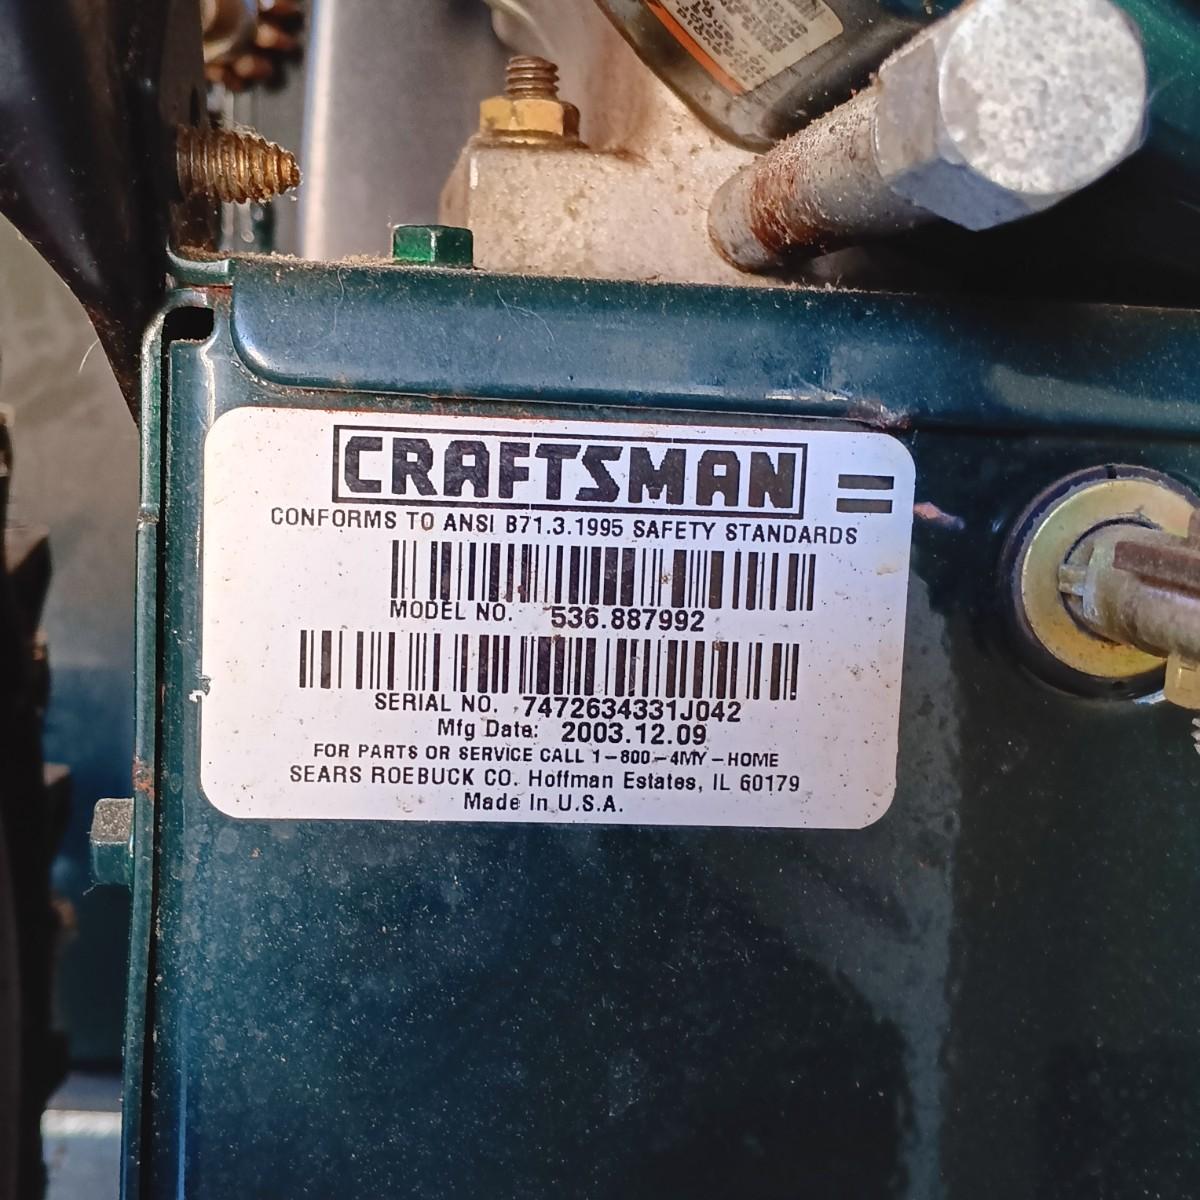 CRAFTSMAN
CONFORMS TO ANSI B71.3.1995 SAFETY STANDARDS
MODEL NO. 536.887992
SERIAL NO. 7472634331J042
Mfg Date: 2003.12.09
FOR PARTS OR SERVICE CALL 1-800-4MY-HOME
SEARS ROEBUCK CO. Hoffman Estates, IL 60179
Made In U.S.A.